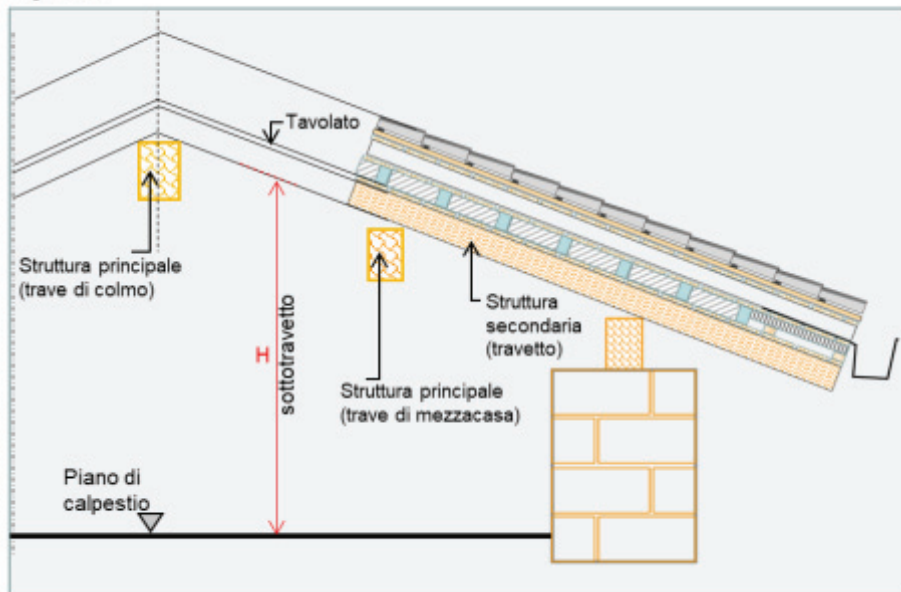 Tavolato
Struttura principale
(trave di colmo)
H
sottotravetto
Struttura
secondaria
(travetto)
Struttura principale
(trave di mezzacasa)
Piano di
calpestio